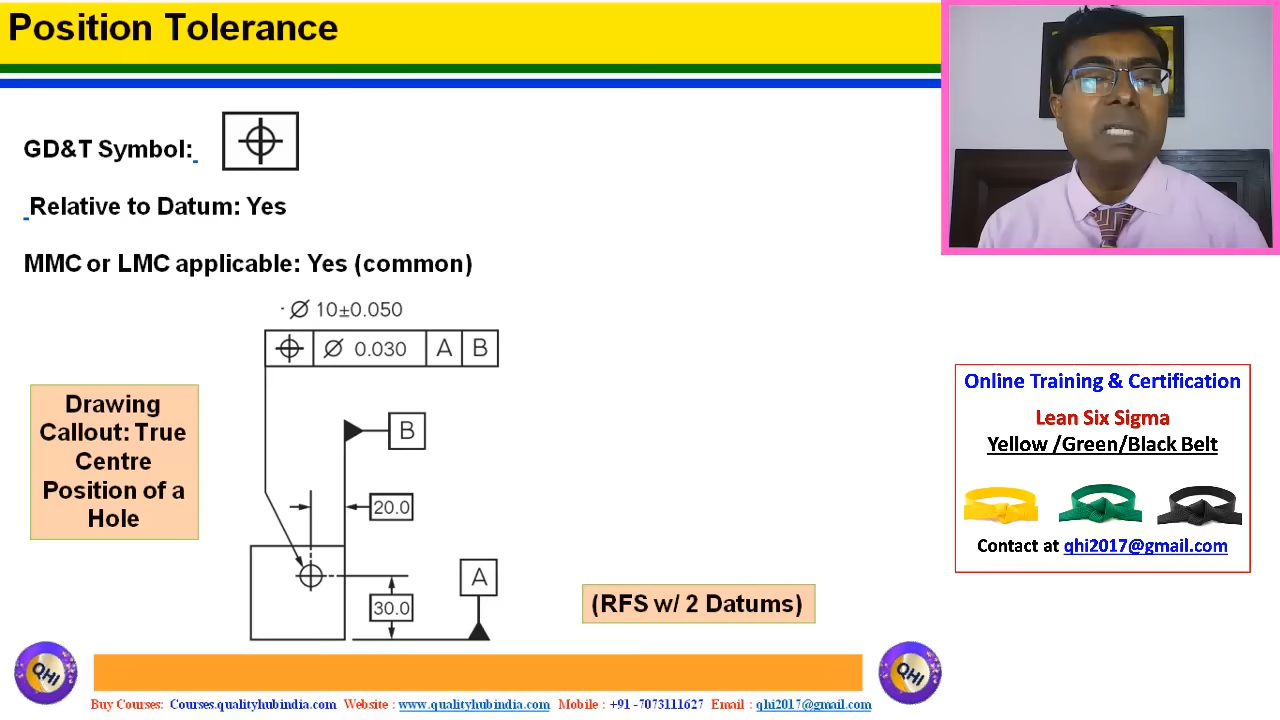 Position Tolerance
GD&T Symbol:
Relative to Datum: Yes
MMC or LMC applicable: Yes (common)
Ø 10±0.050
Ø 0.030 A B
Drawing
Callout: True
Centre
Position of a
Hole
B
20.0
A
30.0
(RFS w/ 2 Datums)
Online Training & Certification
Lean Six Sigma
Yellow /Green/Black Belt
Contact at qhi2017@gmail.com
QHI
QHI
Buy Courses: Courses.qualityhubindia.com Website : www.qualityhubindia.com Mobile : +91 -7073111627 Email : qhi2017@gmail.com